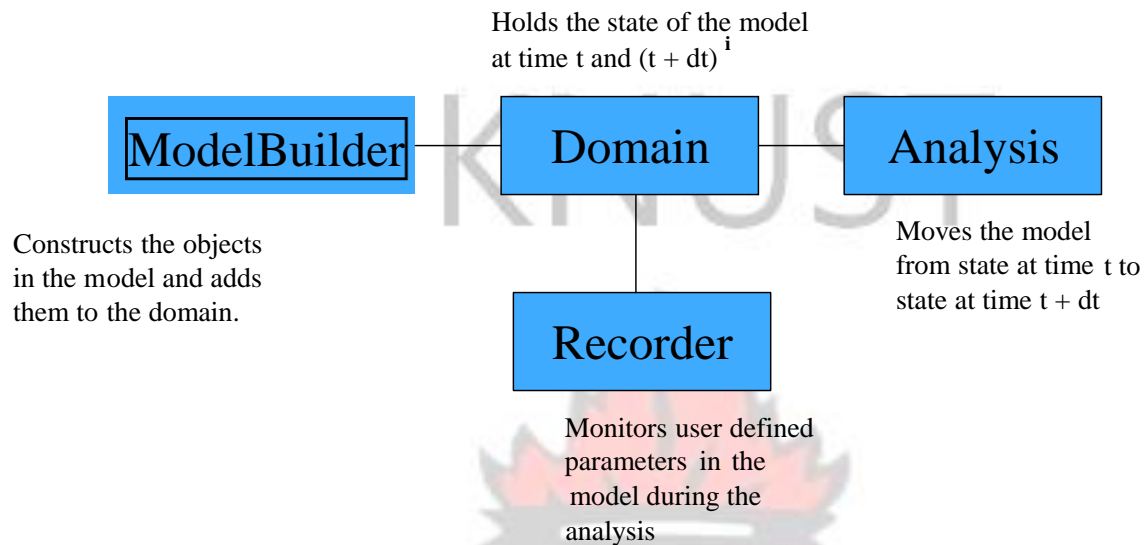 Holds the state of the model
at time t and (t + dt) i
ModelBuilder
Domain
Analysis
KNUST
Constructs the objects
in the model and adds
them to the domain.
Moves the model
from state at time t to
state at time t + dt
Recorder
Monitors user defined
parameters in the
model during the
analysis